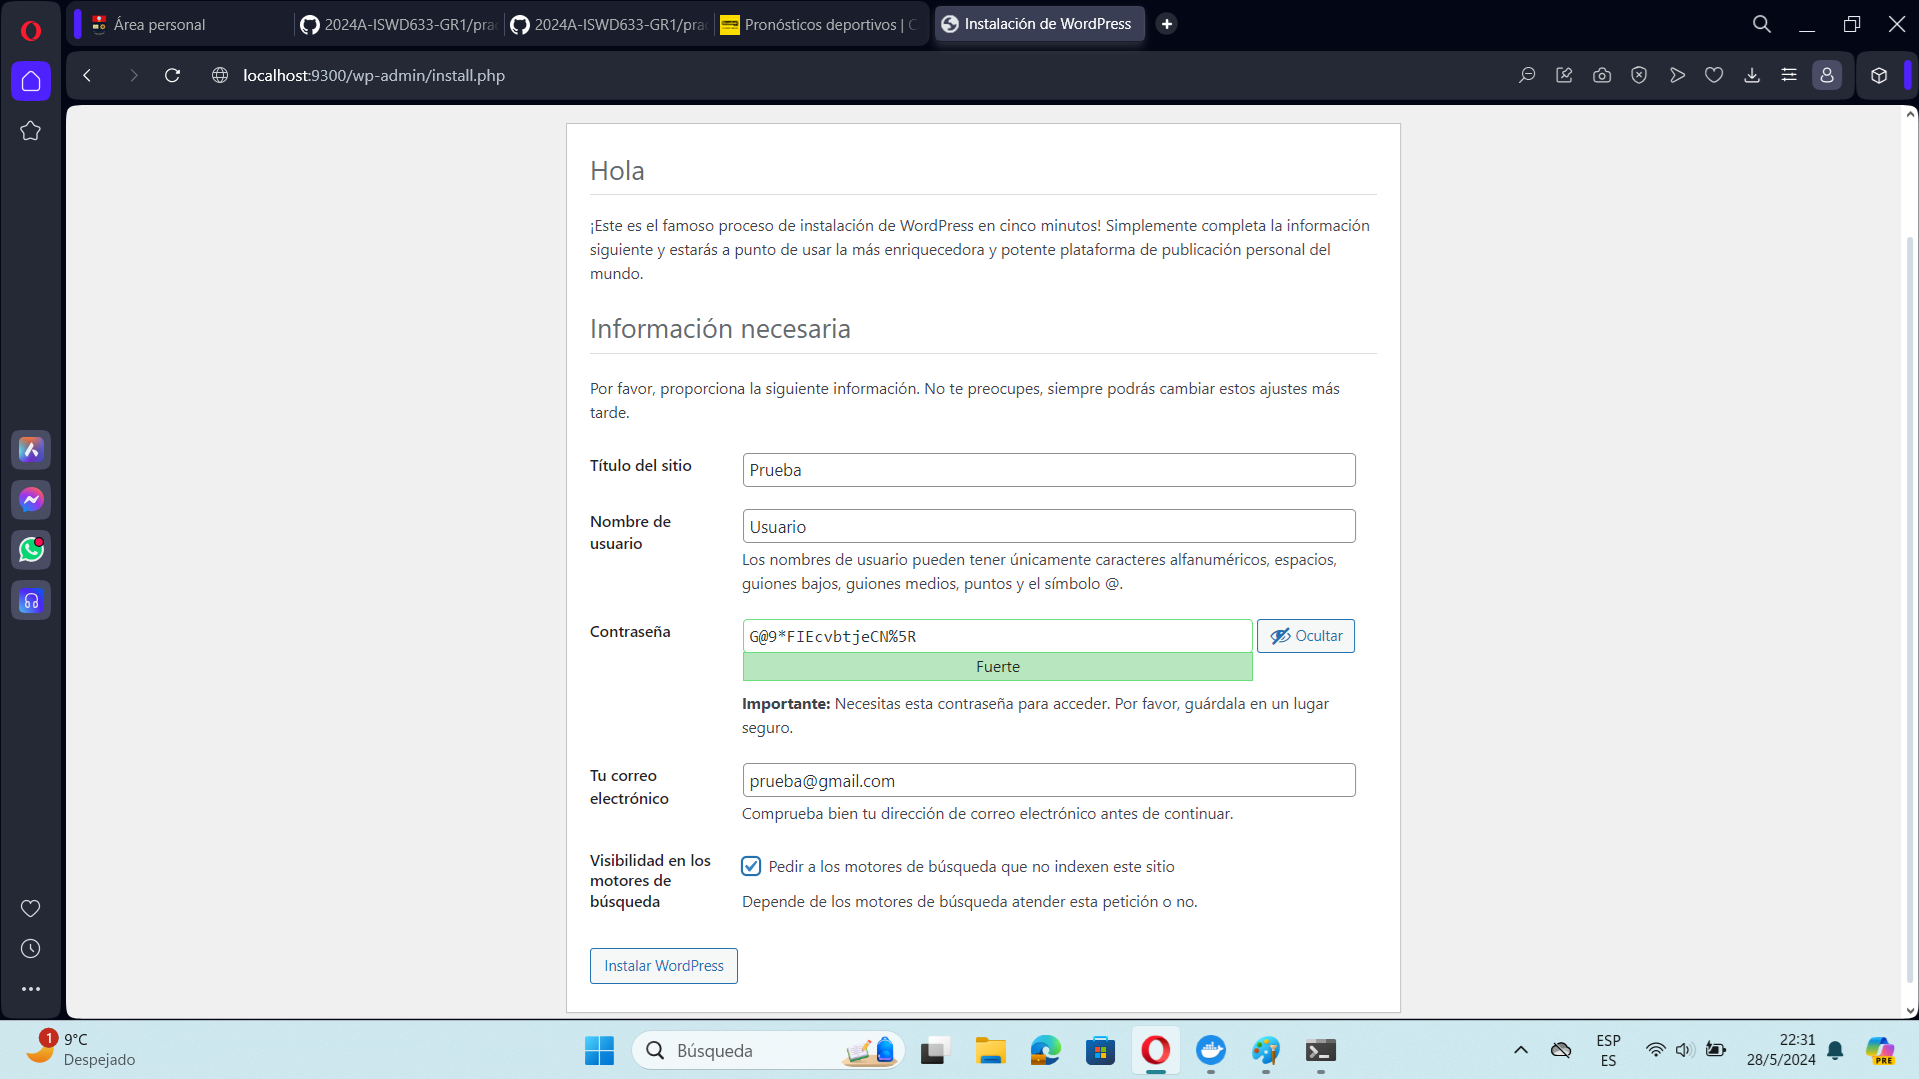 Área personal
2024A-ISWD633-GR1/pra
2024A-ISWD633-GR1/pra
Pronósticos deportivos | C
Instalación de WordPress
localhost:9300/wp-admin/install.php
Hola
¡Este es el famoso proceso de instalación de WordPress en cinco minutos! Simplemente completa la información
siguiente y estarás a punto de usar la más enriquecedora y potente plataforma de publicación personal del
mundo.
Información necesaria
Por favor, proporciona la siguiente información. No te preocupes, siempre podrás cambiar estos ajustes más
tarde.
Título del sitio
Prueba
Nombre de
usuario
Usuario
Los nombres de usuario pueden tener únicamente caracteres alfanuméricos, espacios,
guiones bajos, guiones medios, puntos y el símbolo @.
Contraseña
G@9*FIEcvbtjeCN%5R
Ocultar
Fuerte
Importante: Necesitas esta contraseña para acceder. Por favor, guárdala en un lugar
seguro.
Tu correo
electrónico
prueba@gmail.com
Comprueba bien tu dirección de correo electrónico antes de continuar.
Visibilidad en los
motores de
búsqueda
Pedir a los motores de búsqueda que no indexen este sitio
Depende de los motores de búsqueda atender esta petición o no.
Instalar WordPress
1
9°C
Despejado
Búsqueda
ESP
ES
22:31
28/5/2024
PRE